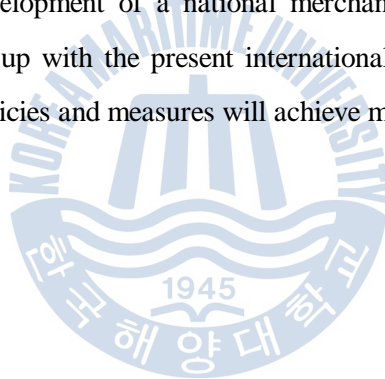 elopment of a national merchan
up with the present international
icies and measures will achieve m
KOREA MARITIME UNIVERSITY
1945
한국해양대학교